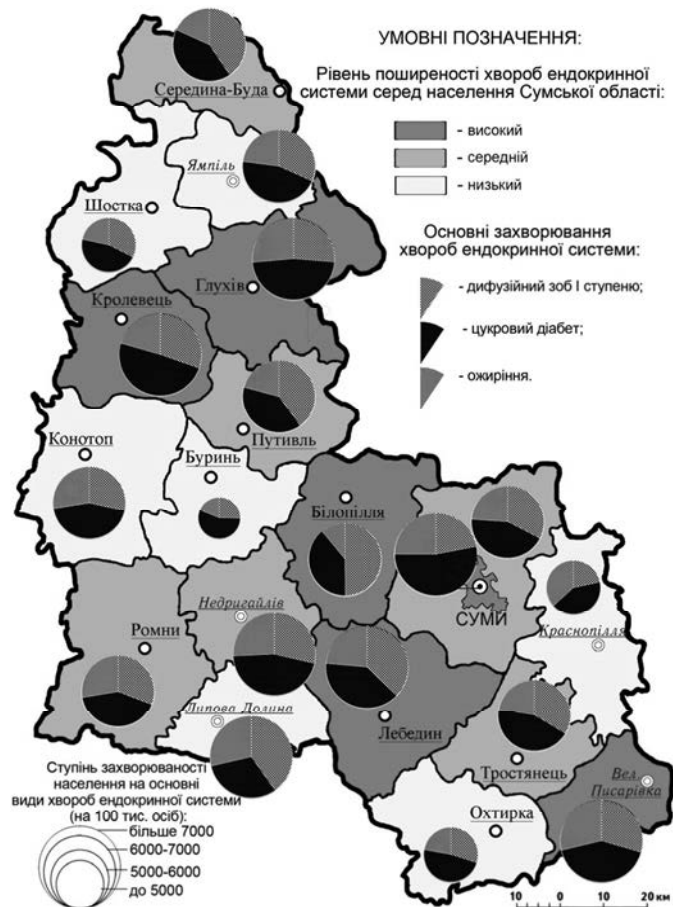 УМОВНІ ПОЗНАЧЕННЯ:
Рівень поширеності хвороб ендокринної
системи серед населення Сумської області:
- високий
- середній
- низький
Основні захворювання
хвороб ендокринної системи:
- дифузійний зоб І ступеню;
- цукровий діабет;
- ожиріння.
Середина-Буда
Ямпіль
Шостка
Глухів
Кролевець
Путивль
Конотоп
Буринь
Білопілля
СУМИ
Недригайлів
Краснопілля
Ромни
Липова Долина
Лебедин
Тростянець
Вел.
Писарівка
Охтирка
Ступінь захворюваності
населення на основні
види хвороб ендокринної системи
(на 100 тис. осіб):
більше 7000
6000-7000
5000-6000
до 5000
10 0 10 20 км